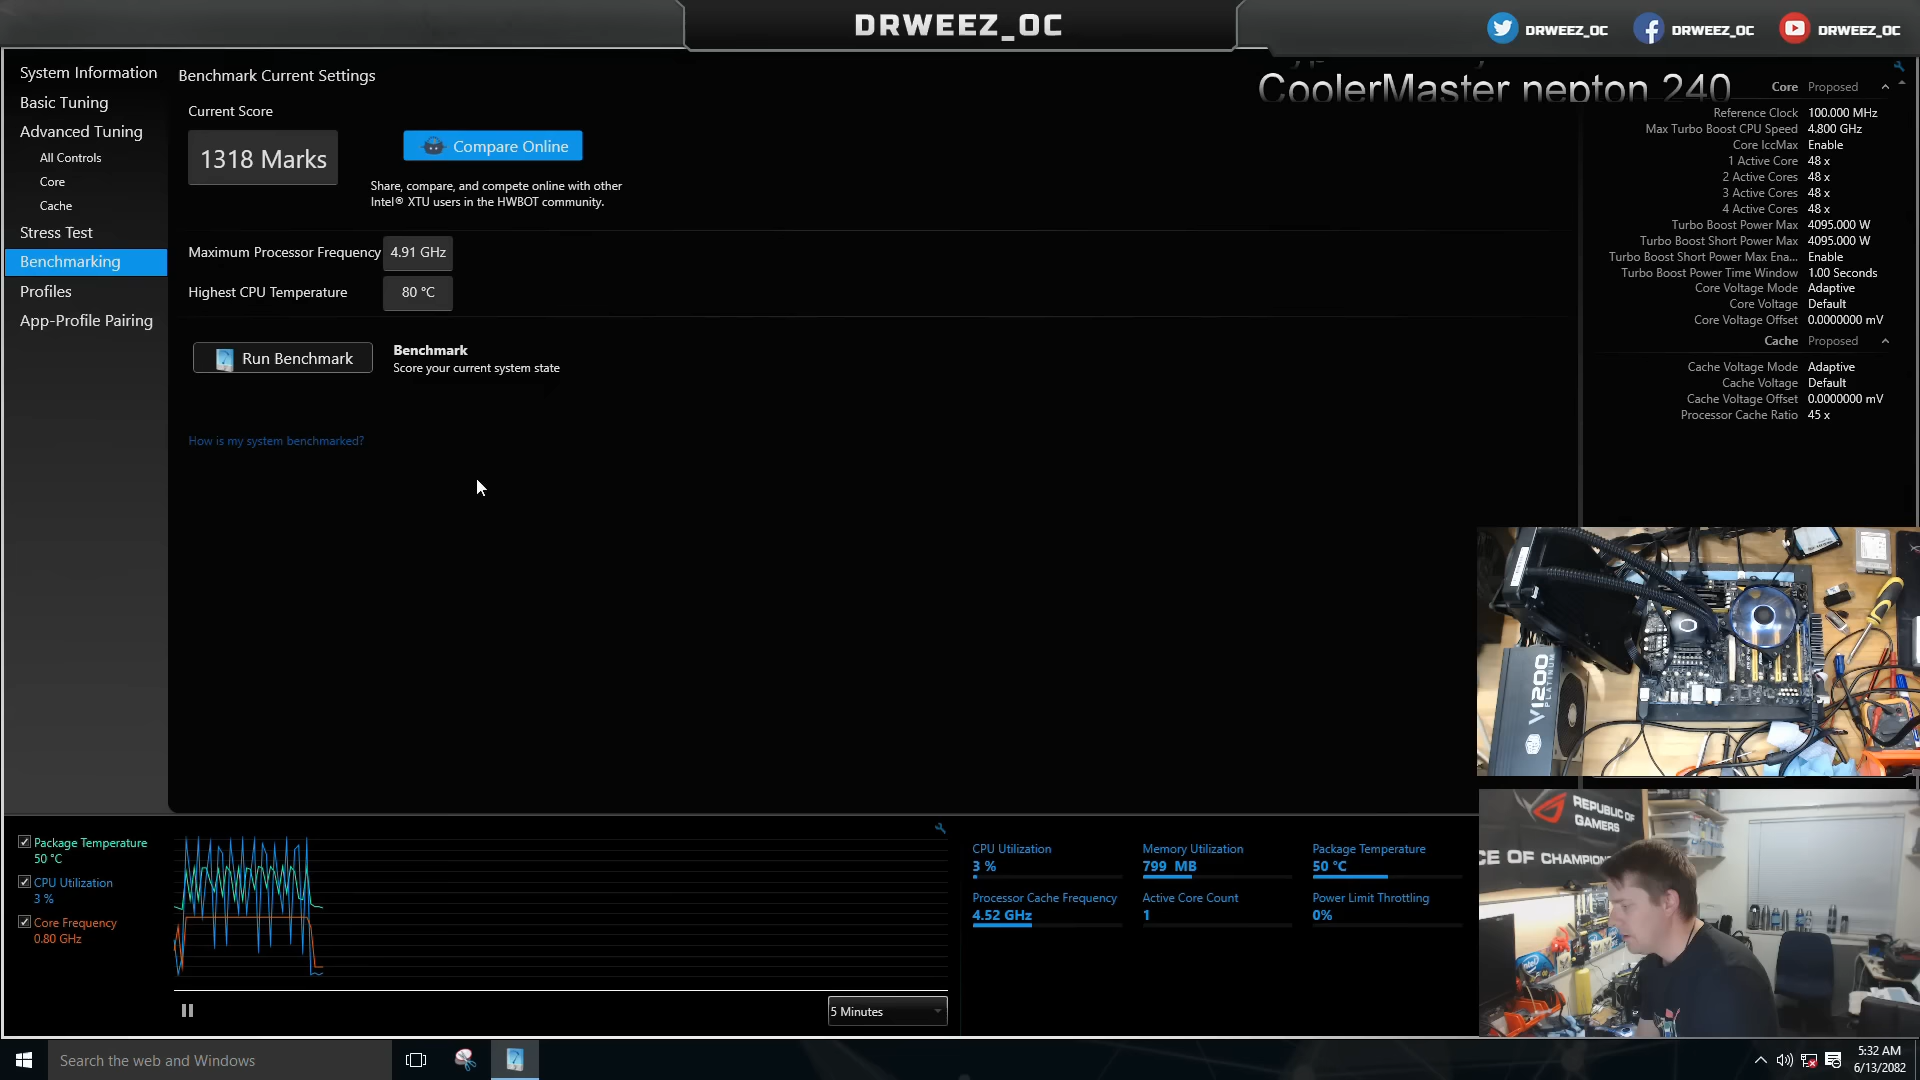 DRWEEZ_OC
DRWEEZ_OC
DRWEEZ_OC
DRWEEZ_OC
System Information
Basic Tuning
Advanced Tuning
All Controls
Core
Cache
Stress Test
Benchmarking
Profiles
App-Profile Pairing
Benchmark Current Settings
Current Score
1318 Marks
Compare Online
Share, compare, and compete online with other
Intel® XTU users in the HWBOT community.
Maximum Processor Frequency 4.91 GHz
Highest CPU Temperature 80 °C
Run Benchmark
Benchmark
Score your current system state
How is my system benchmarked?
CoolerMaster nepton 240
Core Proposed
Reference Clock 100.000 MHz
Max Turbo Boost CPU Speed 4.800 GHz
Core IccMax Enable
1 Active Core 48 x
2 Active Cores 48 x
3 Active Cores 48 x
4 Active Cores 48 x
Turbo Boost Power Max 4095.000 W
Turbo Boost Short Power Max 4095.000 W
Turbo Boost Short Power Max Ena... Enable
Turbo Boost Power Time Window 1.00 Seconds
Core Voltage Mode Adaptive
Core Voltage Default
Core Voltage Offset 0.0000000 mV
Cache Proposed
Cache Voltage Mode Adaptive
Cache Voltage Default
Cache Voltage Offset 0.0000000 mV
Processor Cache Ratio 45 x
V1200
PLATINUM
REPUBLIC OF
GAMERS
CE OF CHAMPION
intel
Package Temperature
50 °C
CPU Utilization
3 %
Core Frequency
0.80 GHz
5 Minutes
CPU Utilization
3 %
Memory Utilization
799 MB
Package Temperature
50 °C
Processor Cache Frequency
4.52 GHz
Active Core Count
1
Power Limit Throttling
0%
Search the web and Windows
5:32 AM
6/13/2082